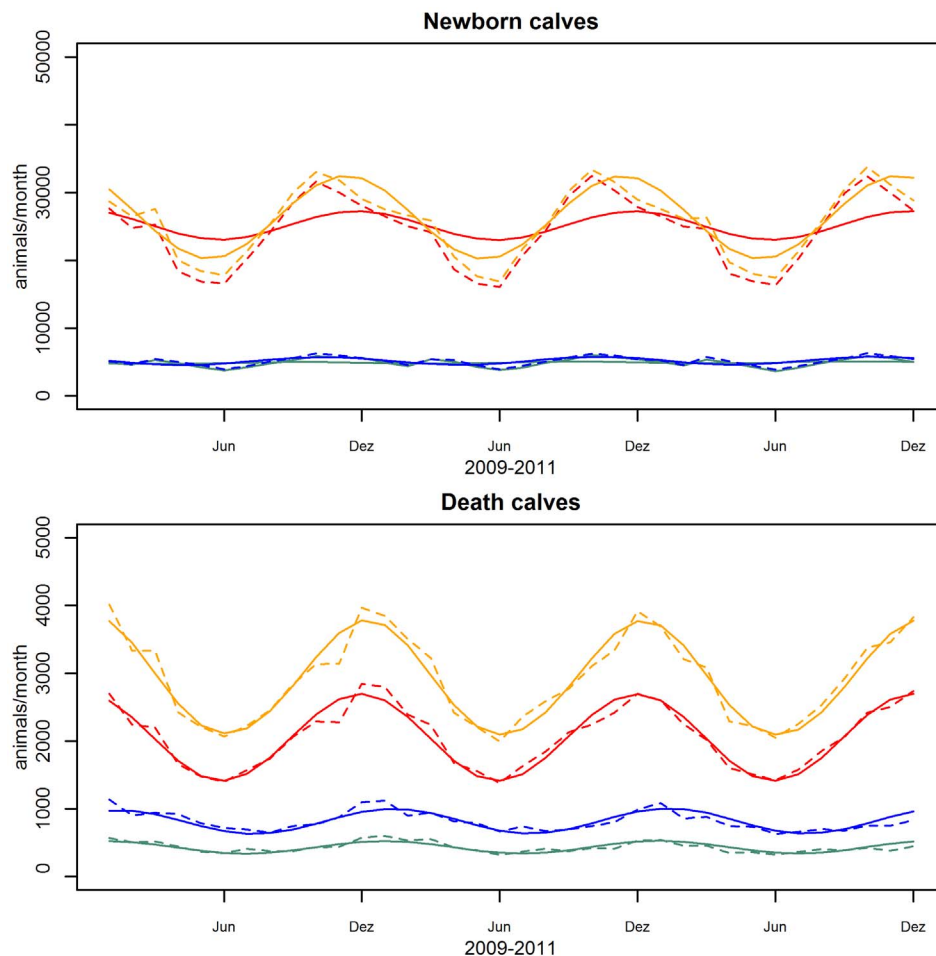 Newborn calves
animals/month
50000
30000
10000
0
Jun
Dez
Jun
Dez
Jun
Dez
2009-2011
Death calves
animals/month
5000
4000
3000
2000
1000
0
Jun
Dez
Jun
Dez
Jun
Dez
2009-2011